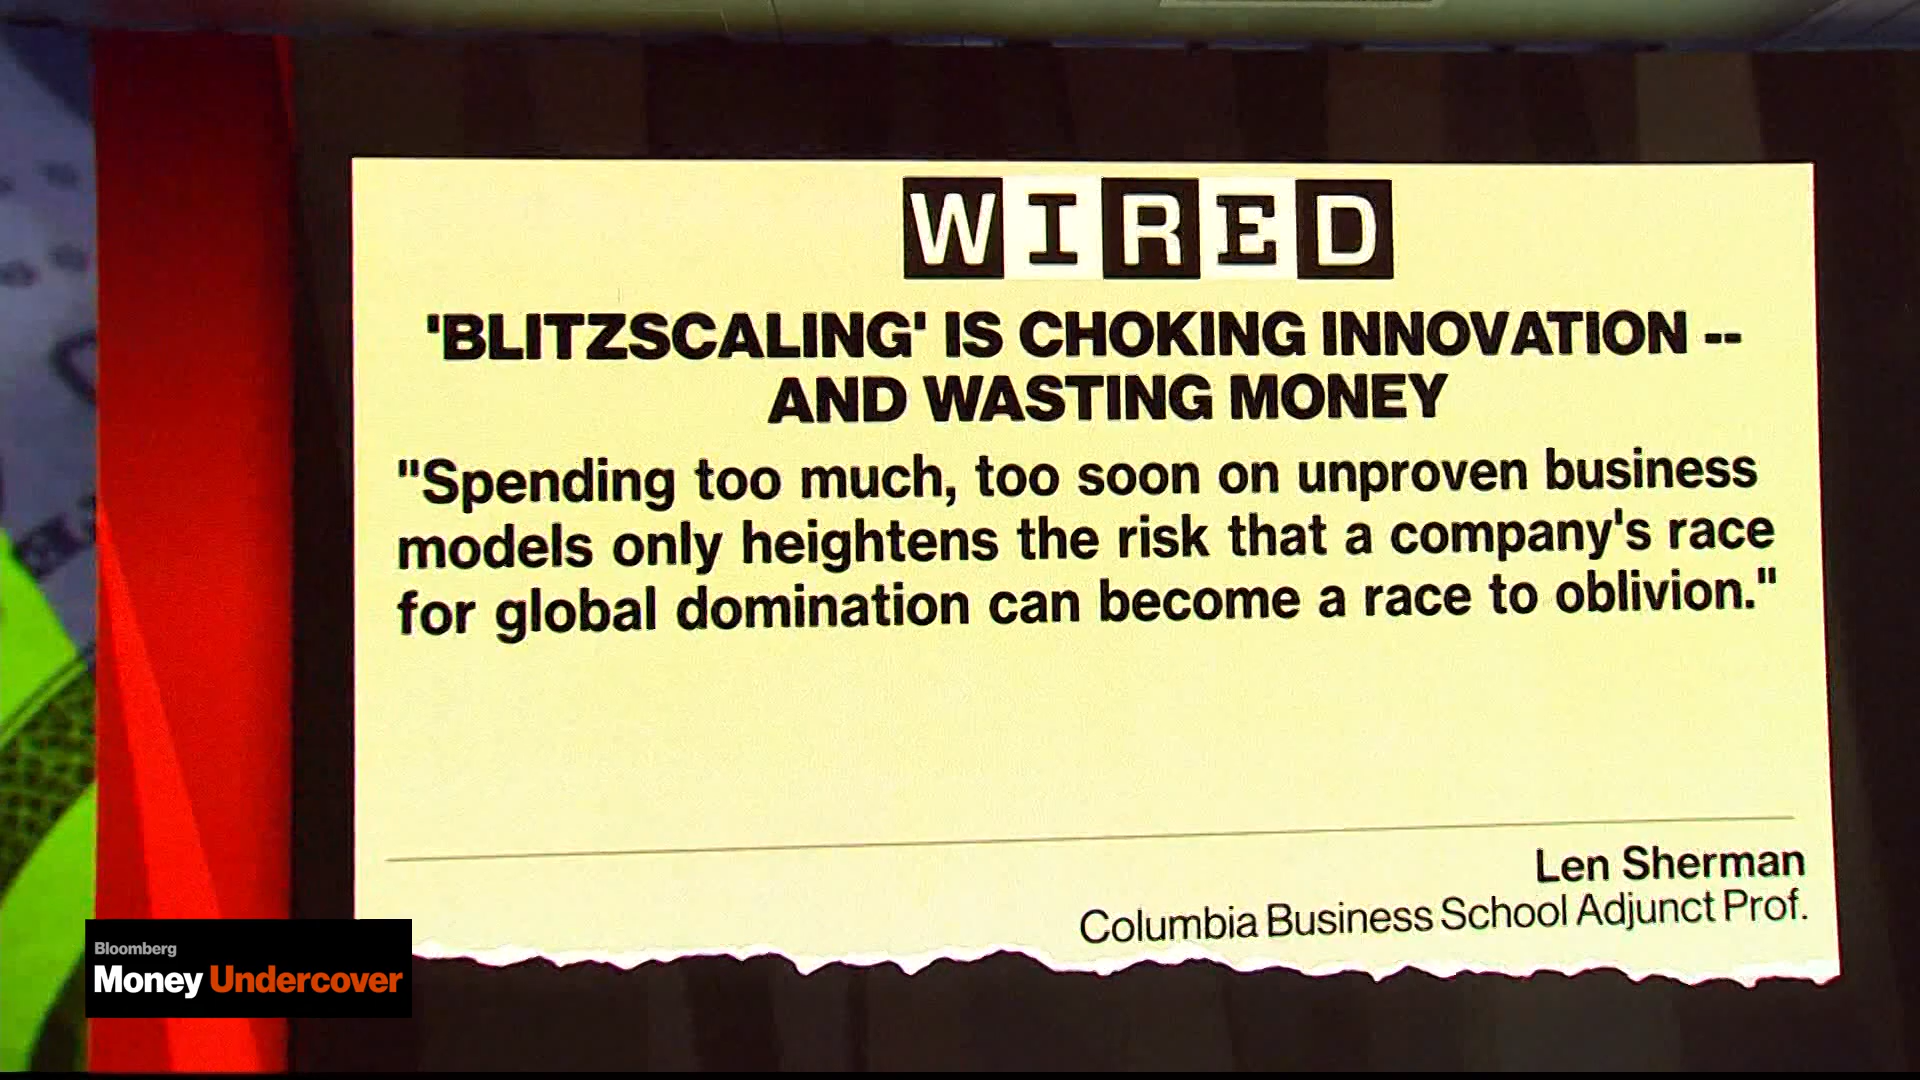 WIRED
'BLITZSCALING' IS CHOKING INNOVATION --
AND WASTING MONEY
"Spending too much, too soon on unproven business
models only heightens the risk that a company's race
for global domination can become a race to oblivion."
Len Sherman
Columbia Business School Adjunct Prof.
Bloomberg
Money Undercover